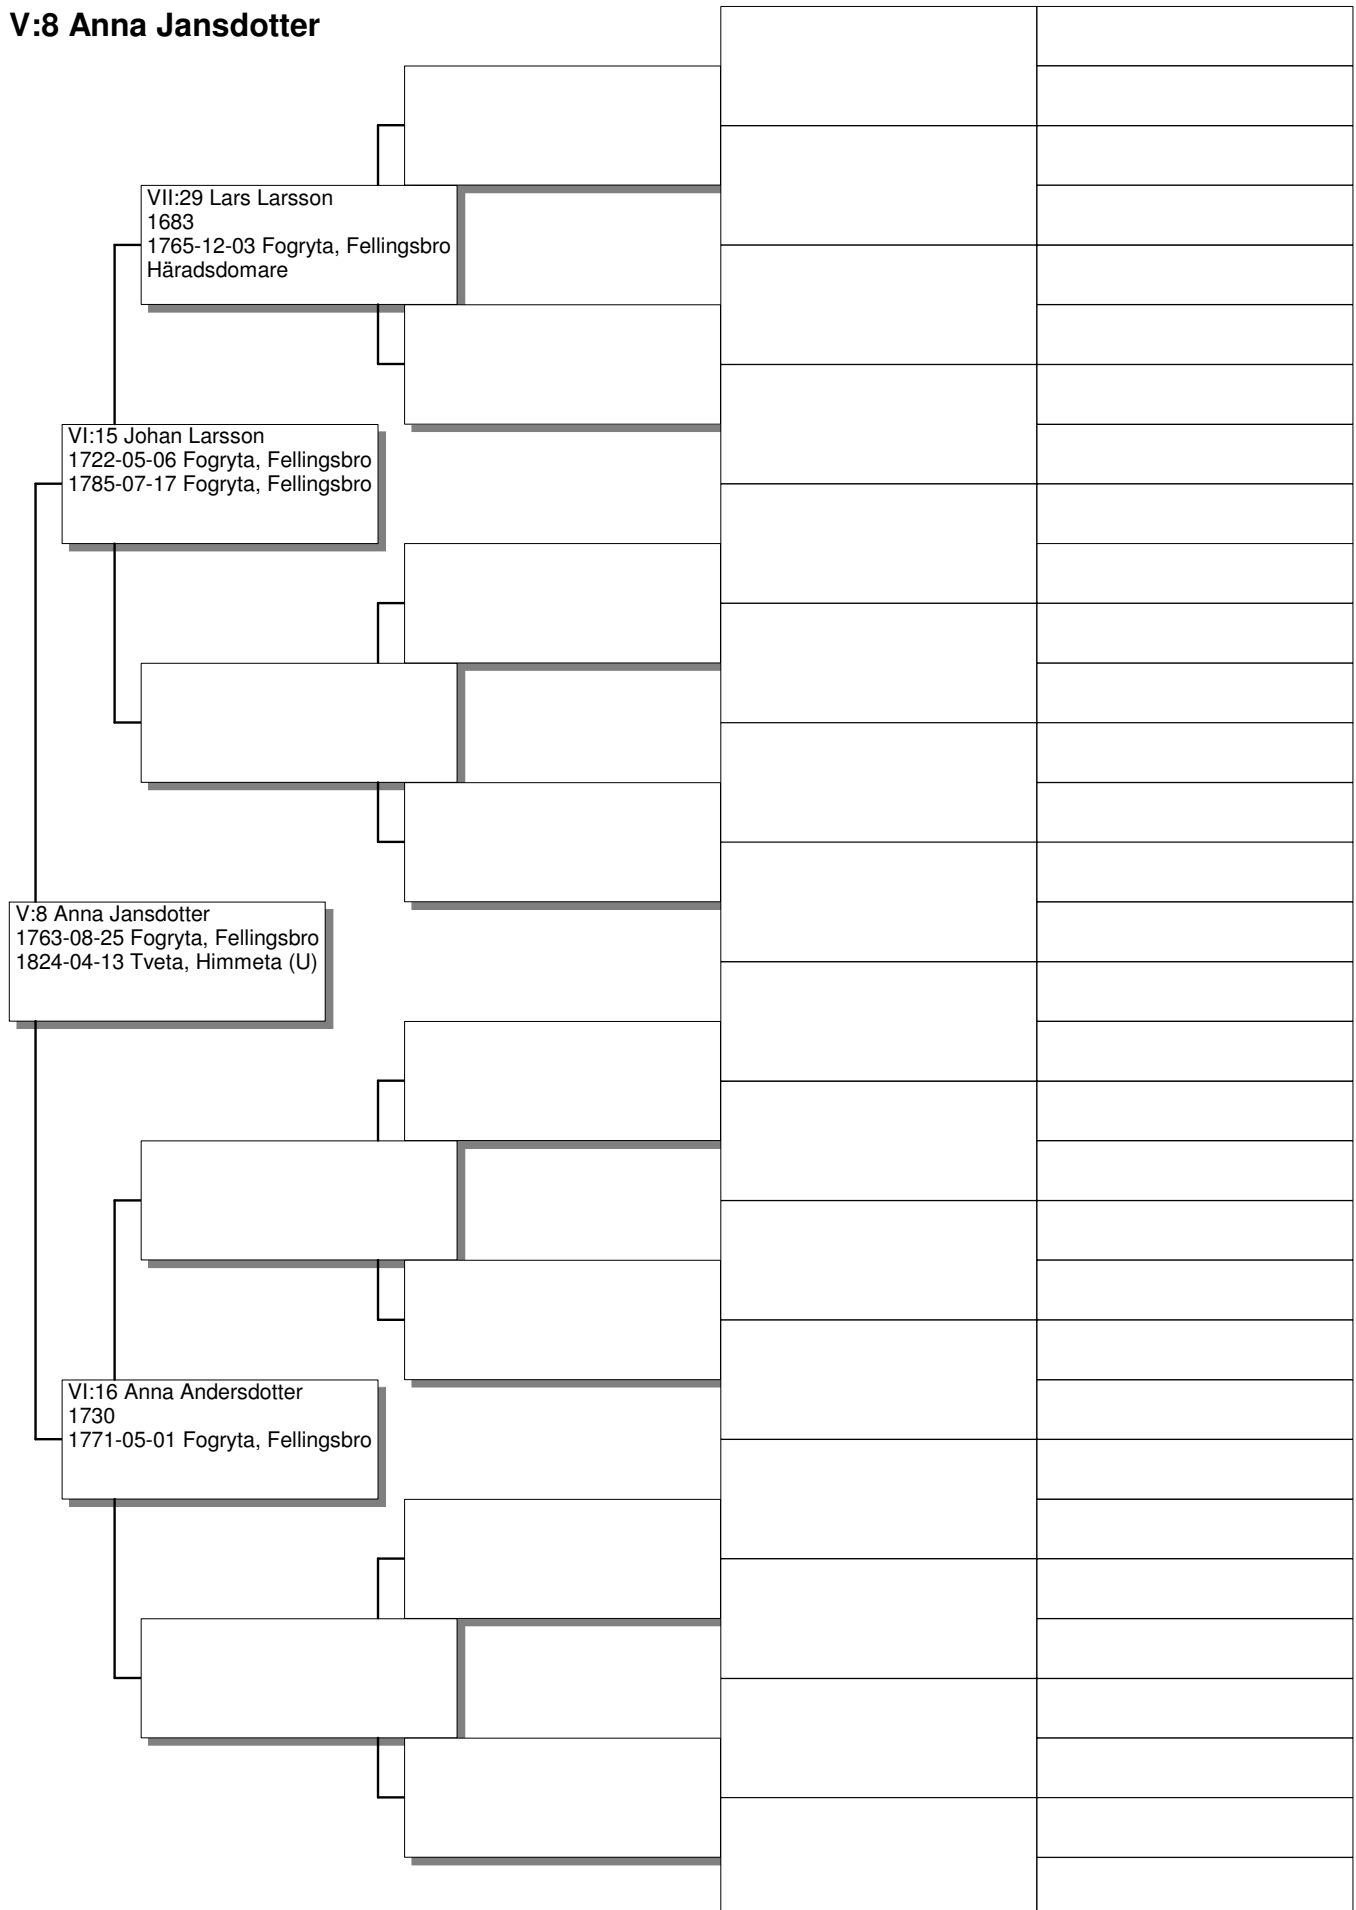 V:8 Anna Jansdotter
VII:29 Lars Larsson
1683
1765-12-03 Fogryta, Fellingsbro
Häradsdomare
VI:15 Johan Larsson
1722-05-06 Fogryta, Fellingsbro
1785-07-17 Fogryta, Fellingsbro
V:8 Anna Jansdotter
1763-08-25 Fogryta, Fellingsbro
1824-04-13 Tveta, Himmeta (U)
VI:16 Anna Andersdotter
1730
1771-05-01 Fogryta, Fellingsbro